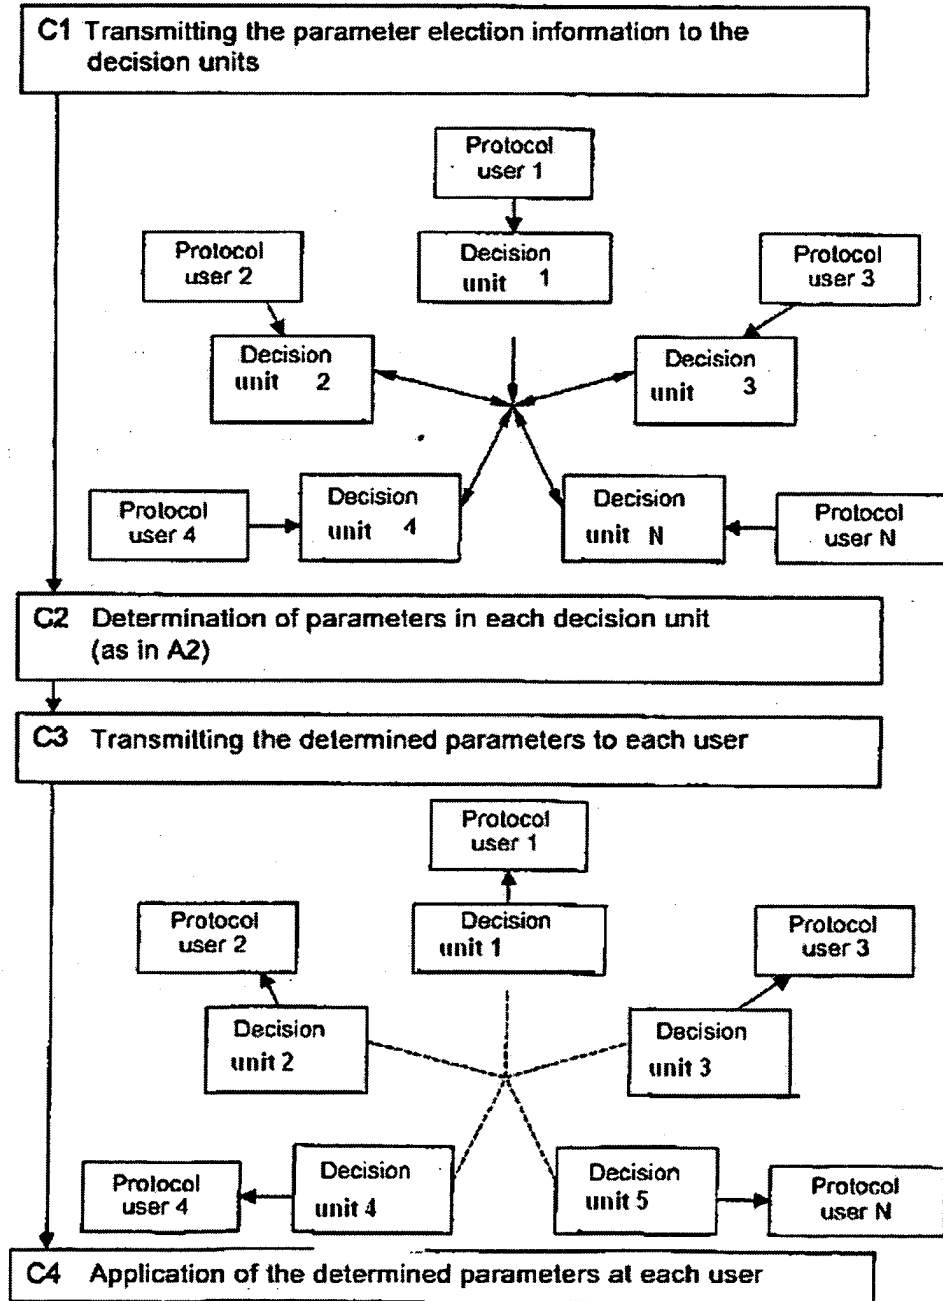 C1 Transmitting the parameter election information to the
decision units
Protocol
user 1
Protocol
user 2
Decision
unit 1
Protocol
user 3
Decision
unit 2
Decision
unit 3
Protocol
user 4
Decision
unit 4
Decision
unit N
Protocol
user N
C2 Determination of parameters in each decision unit
(as in A2)
C3 Transmitting the determined parameters to each user
Protocol
user 1
Protocol
user 2
Decision
unit 1
Protocol
user 3
Decision
unit 2
Decision
unit 3
Protocol
user 4
Decision
unit 4
Decision
unit 5
Protocol
user N
C4 Application of the determined parameters at each user